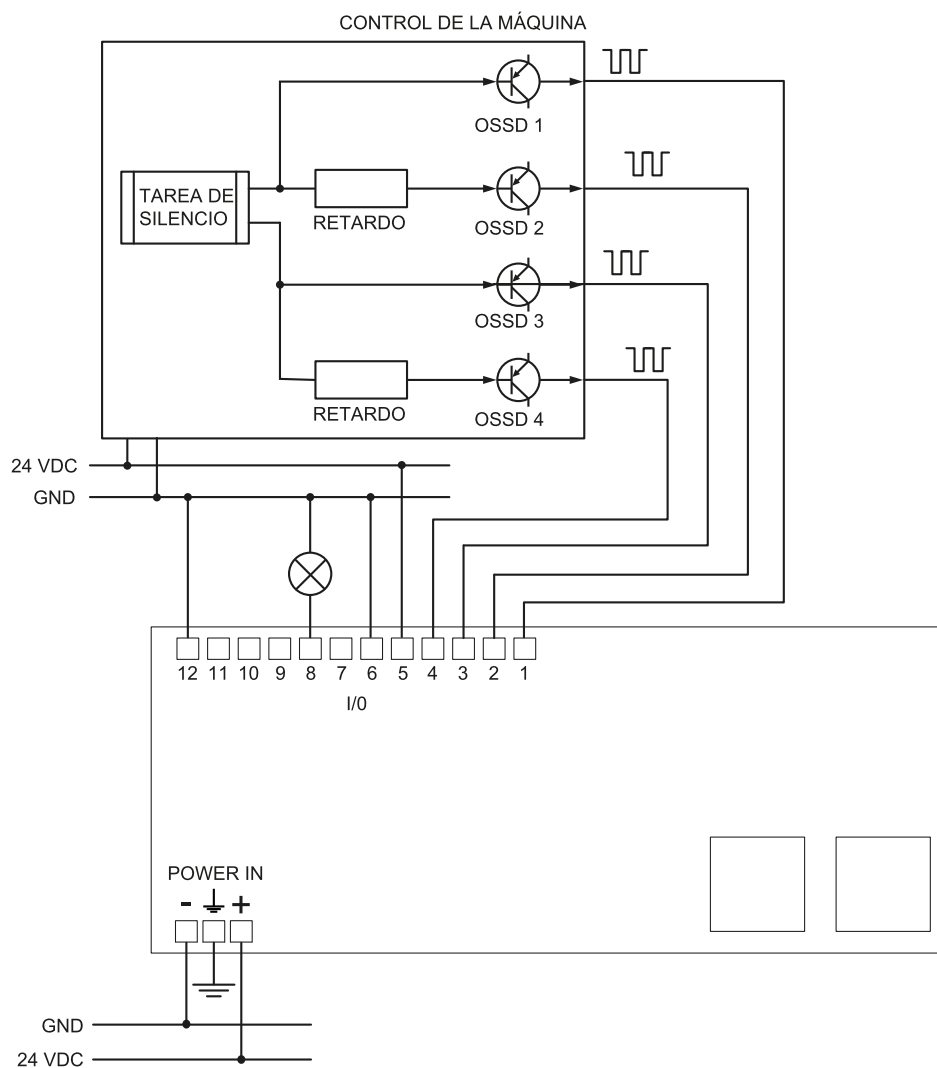 CONTROL DE LA MÁQUINA
OSSD 1
TAREA DE
SILENCIO
RETARDO
OSSD 2
OSSD 3
RETARDO
OSSD 4
24 VDC
GND
12 11 10 9 8 7 6 5 4 3 2 1
I/0
POWER IN
- +
GND
24 VDC